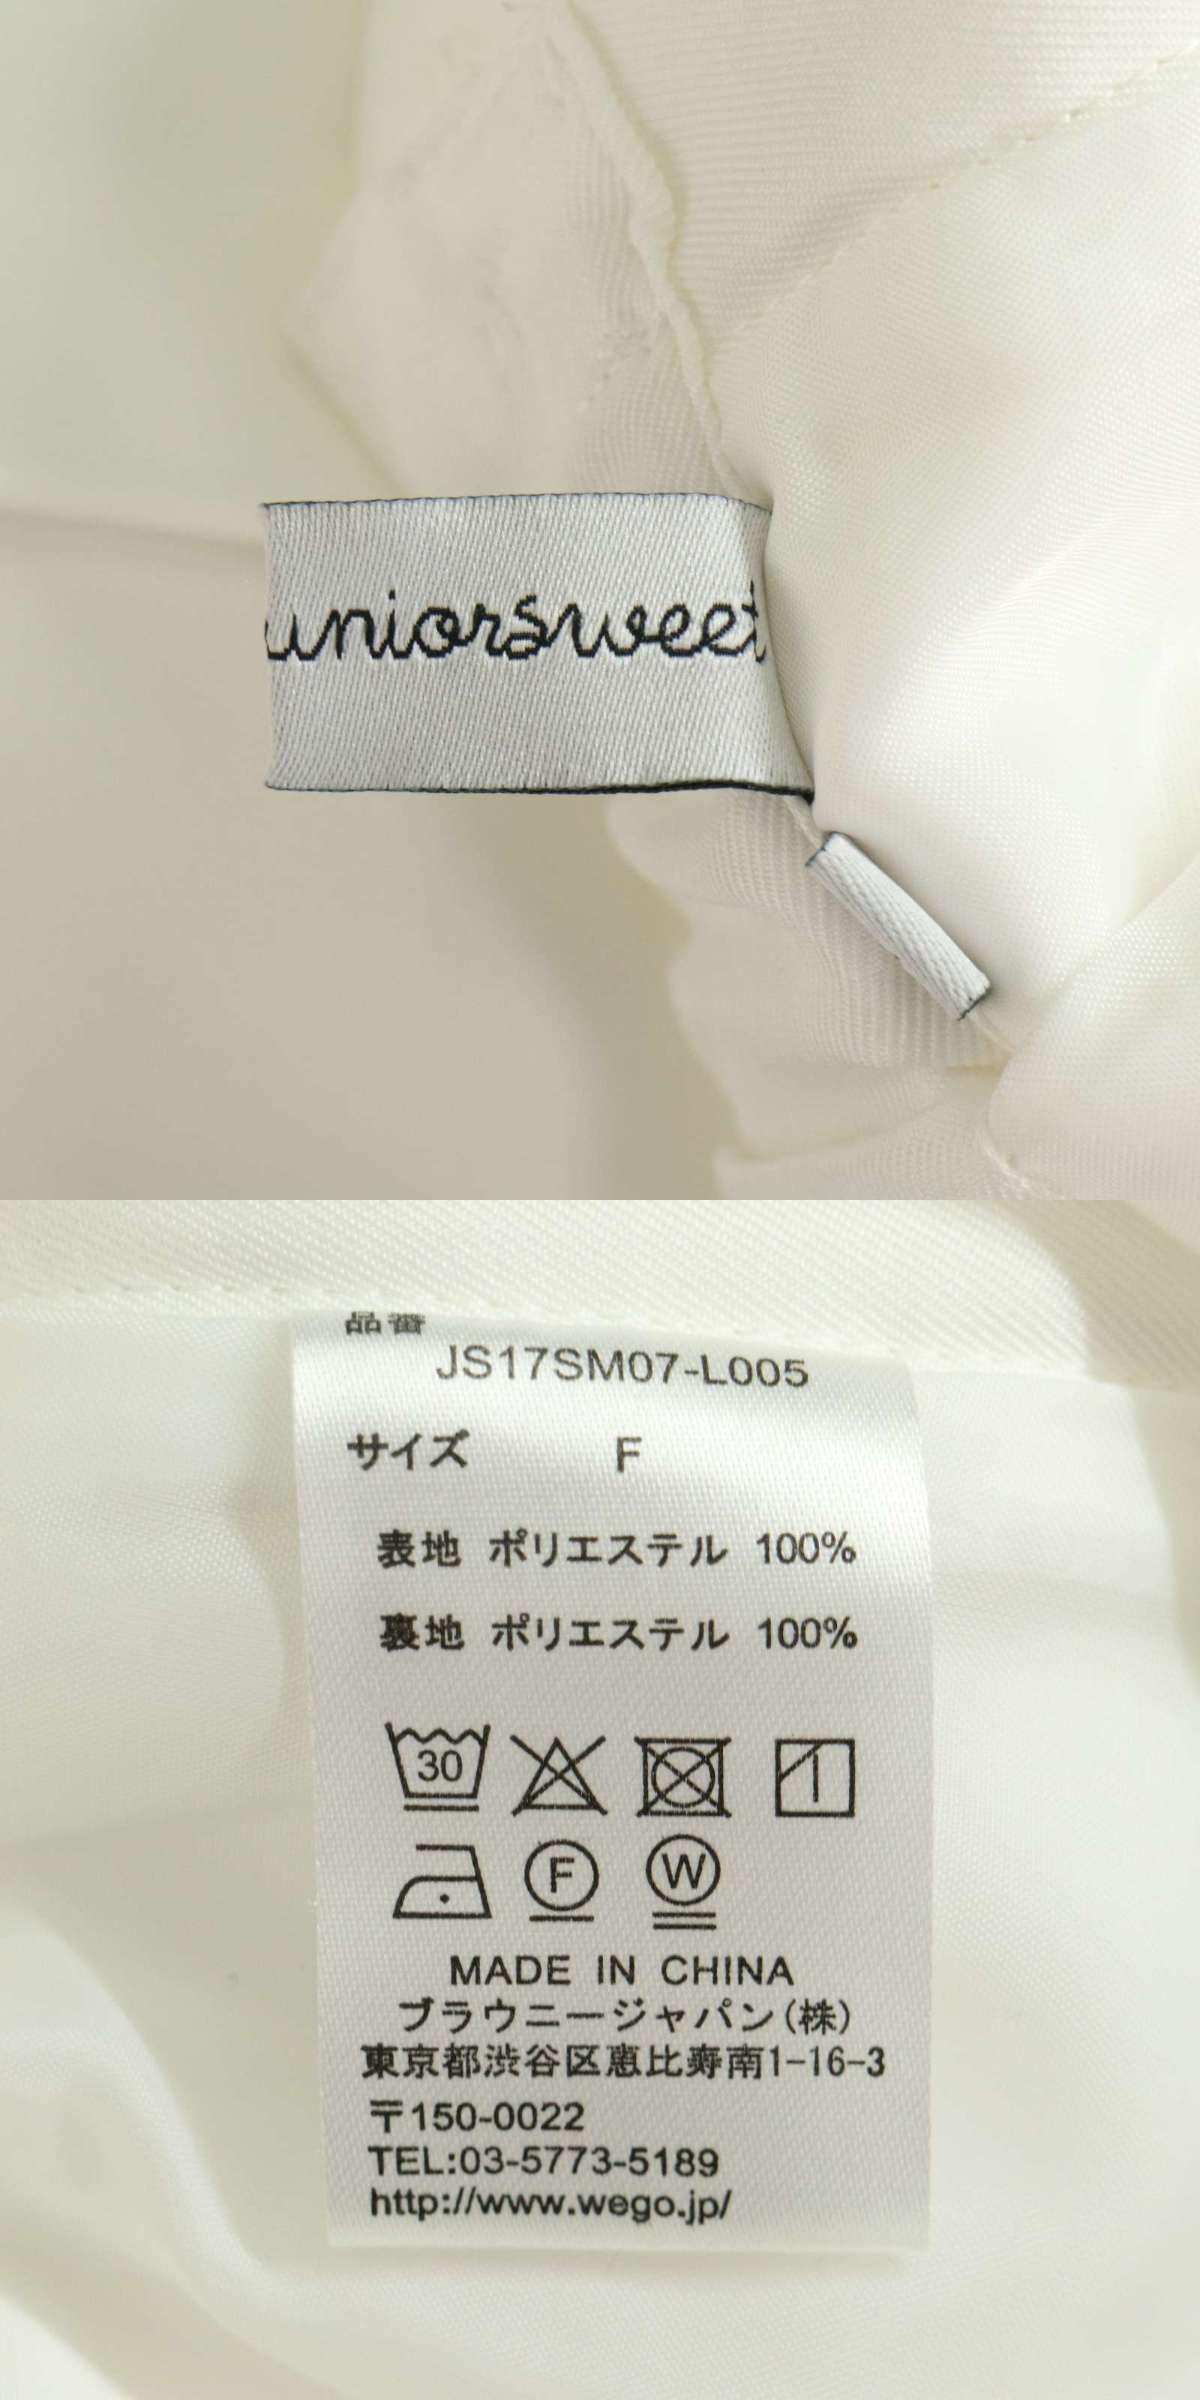 uniorsweet
品番
JS17SM07-L005
サイズ F
表地 ポリエステル 100%
裏地 ポリエステル 100%
30
F W
MADE IN CHINA
ブラウニージャパン(株)
東京都渋谷区恵比寿南1-16-3
〒150-0022
TEL:03-5773-5189
http://www.wego.jp/